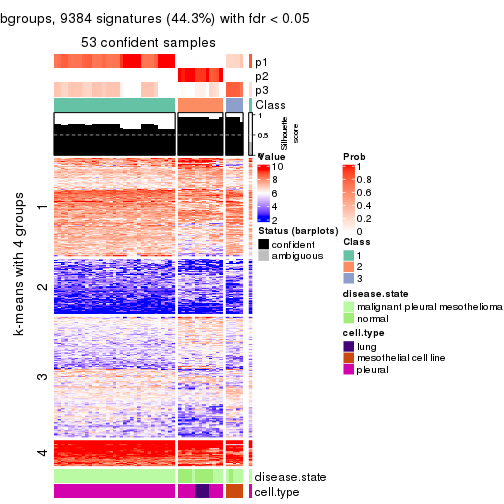 bgroups, 9384 signatures (44.3%) with fdr < 0.05
53 confident samples
p1
p2
p3
Class
1
0.5
0
Silhouette
score
k-means with 4 groups
1
2
3
4
Value
10
8
6
4
2
Status (barplots)
confident
ambiguous
Prob
1
0.8
0.6
0.4
0.2
0
Class
1
2
3
disease.state
malignant pleural mesothelioma
normal
cell.type
lung
mesothelial cell line
pleural
disease.state
cell.type